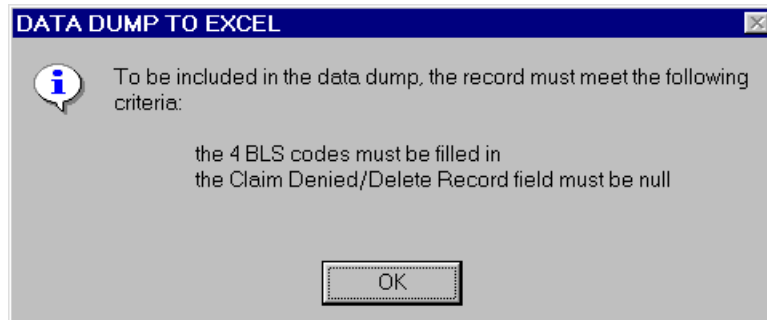 DATA DUMP TO EXCEL
To be included in the data dump, the record must meet the following
criteria:
the 4 BLS codes must be filled in
the Claim Denied/Delete Record field must be null
OK